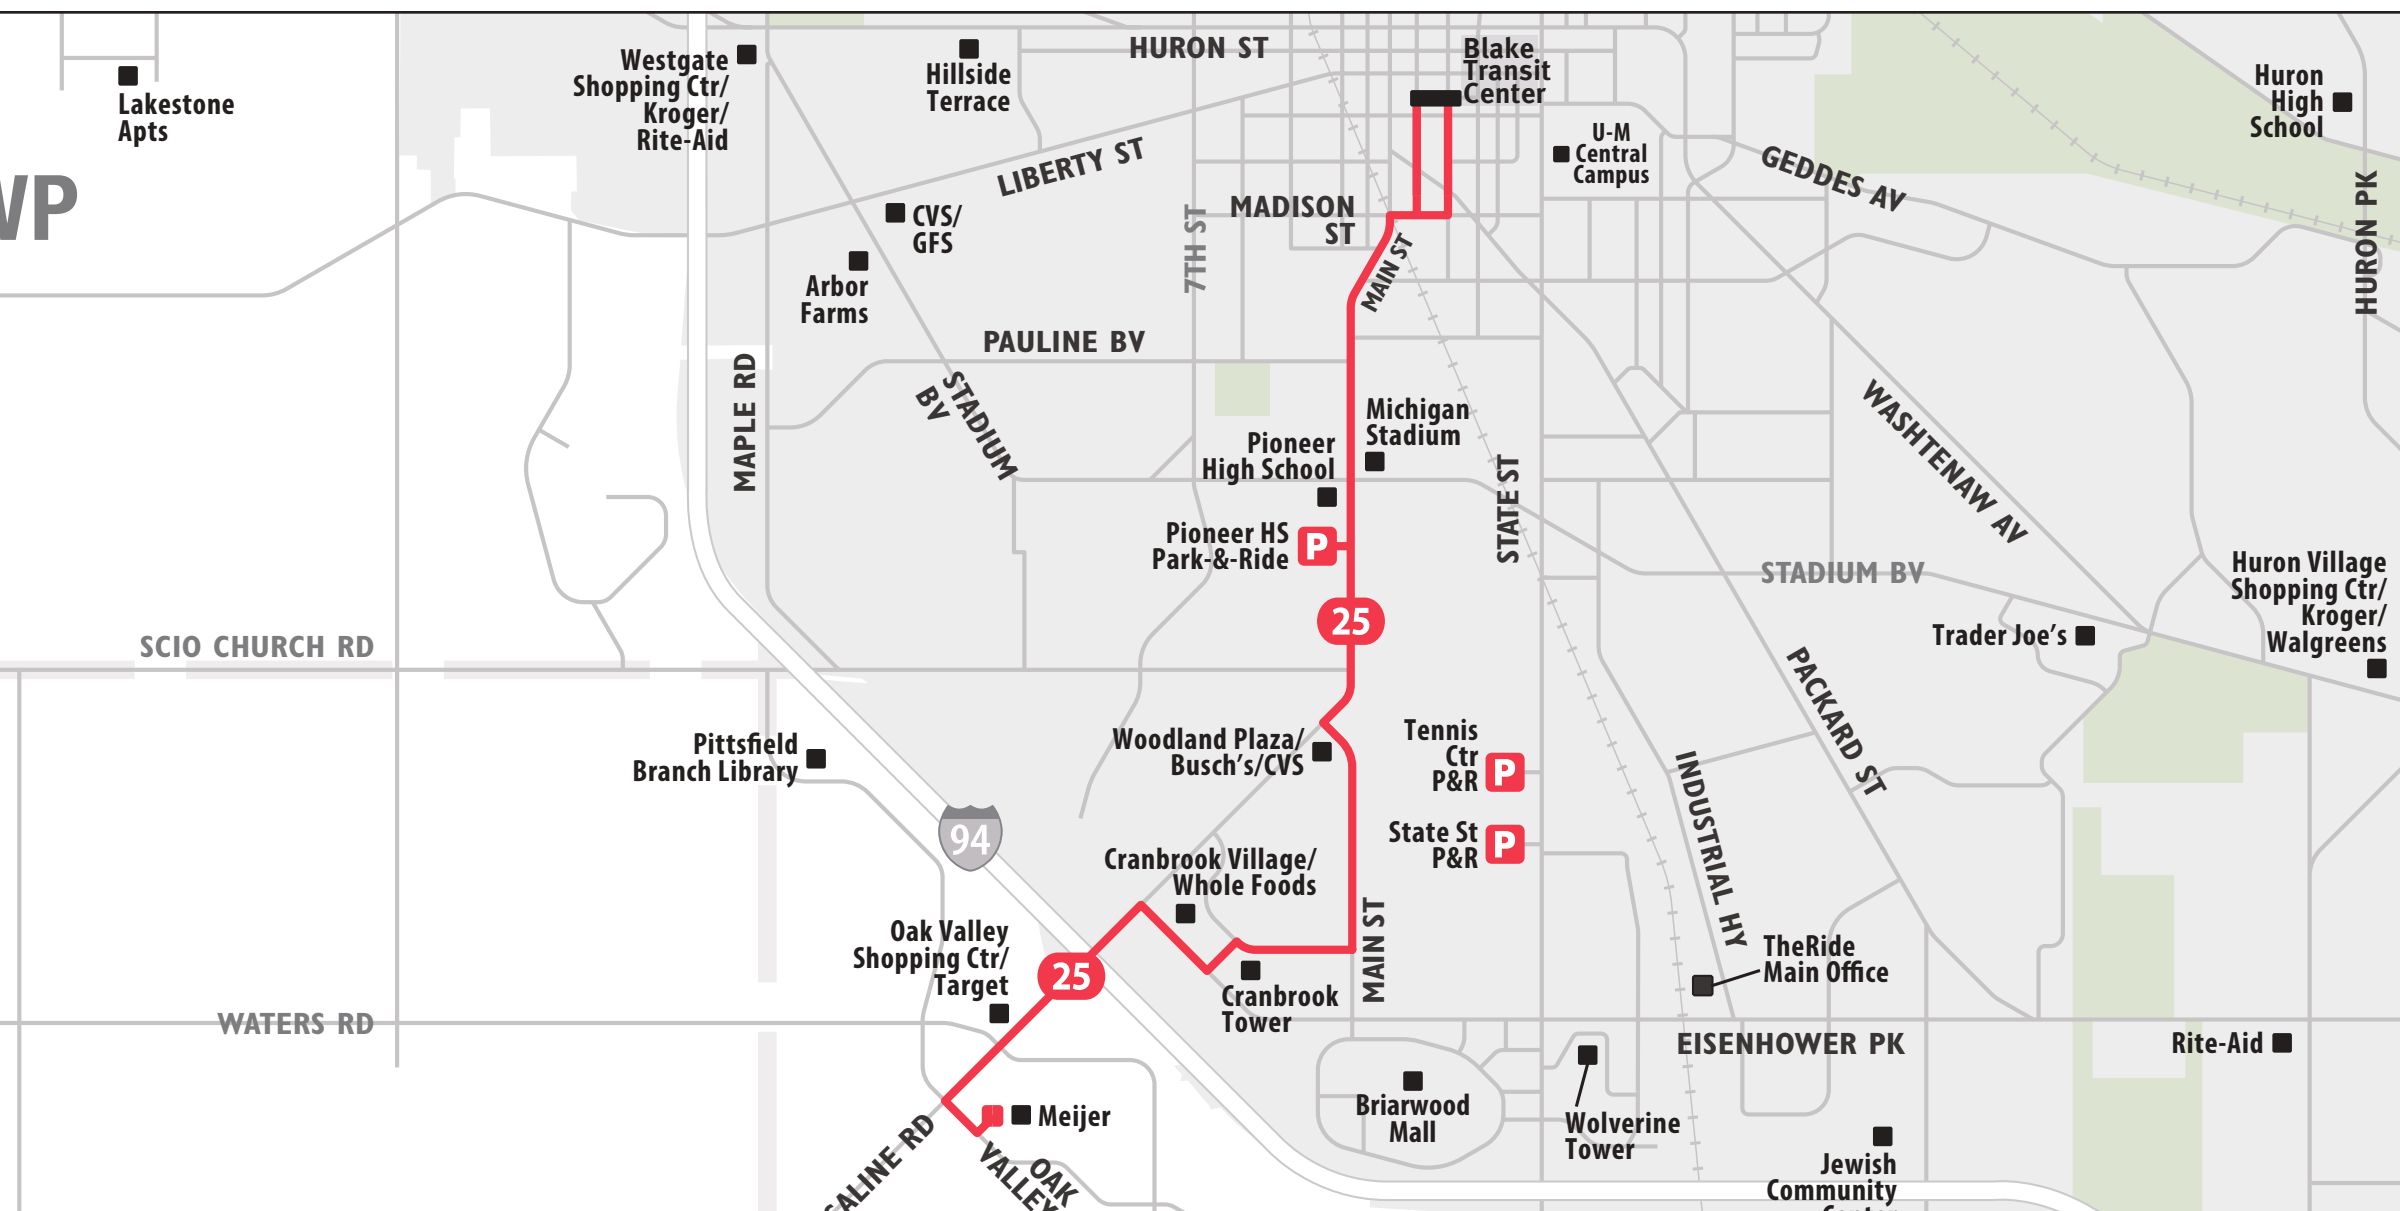 Lakestone
Apts
WP
Westgate
Shopping Ctr/
Kroger/
Rite-Aid
Hillside
Terrace
HURON ST
Blake
Transit
Center
Huron
High
School
U-M
Central
Campus
GEDDES AV
HURON PK
LIBERTY ST
CVS/
GFS
Arbor
Farms
7TH ST
MADISON
ST
MAIN ST
PAULINE BV
MAPLE RD
STADIUM
BV
Michigan
Stadium
Pioneer
High School
Pioneer HS
Park-&-Ride
P
STATE ST
WASHTENAW AV
STADIUM BV
Huron Village
Shopping Ctr/
Kroger/
Walgreens
Trader Joe's
25
SCIO CHURCH RD
PACKARD ST
Pittsfield
Branch Library
Woodland Plaza/
Busch's/CVS
Tennis
Ctr
P&R
P
State St
P&R
P
INDUSTRIAL HY
94
Cranbrook Village/
Whole Foods
Oak Valley
Shopping Ctr/
Target
25
Cranbrook
Tower
MAIN ST
TheRide
Main Office
WATERS RD
EISENHOWER PK
Rite-Aid
Meijer
Briarwood
Mall
Wolverine
Tower
SALINE RD
OAK
VALLEY
Jewish
Community
Center